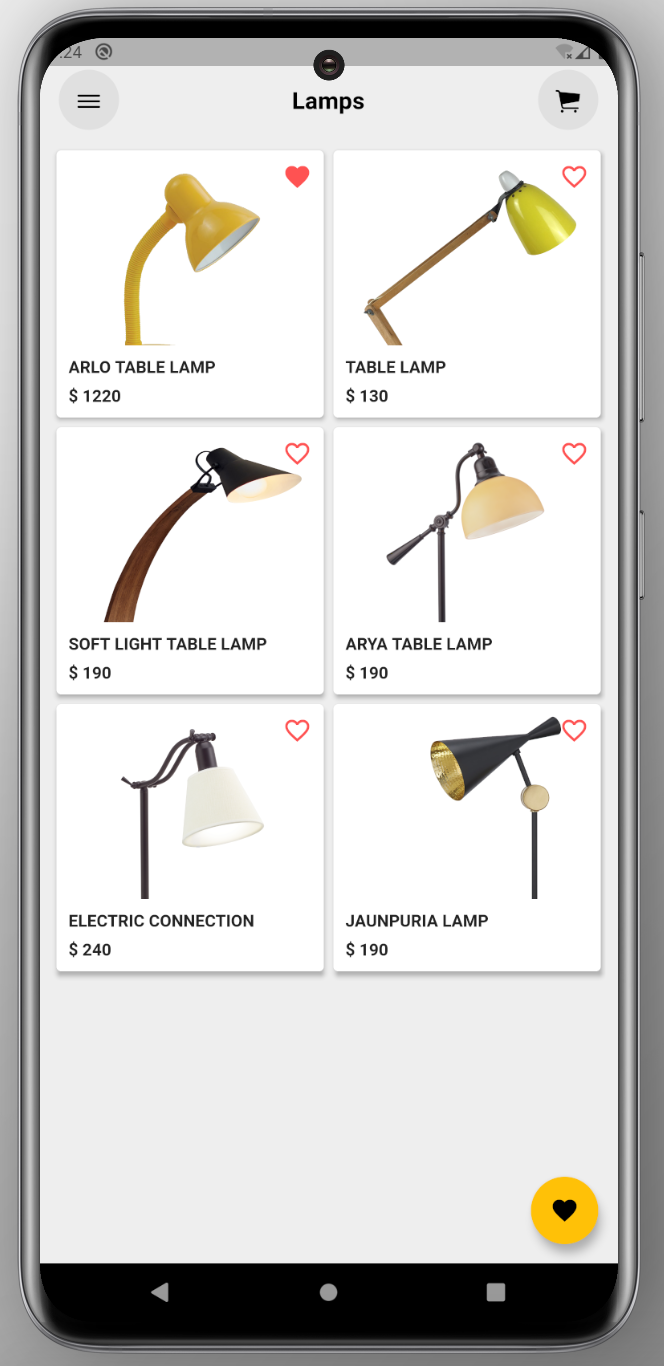 :24
Lamps
ARLO TABLE LAMP
$ 1220
TABLE LAMP
$ 130
SOFT LIGHT TABLE LAMP
$ 190
ARYA TABLE LAMP
$ 190
ELECTRIC CONNECTION
$ 240
JAUNPURIA LAMP
$ 190